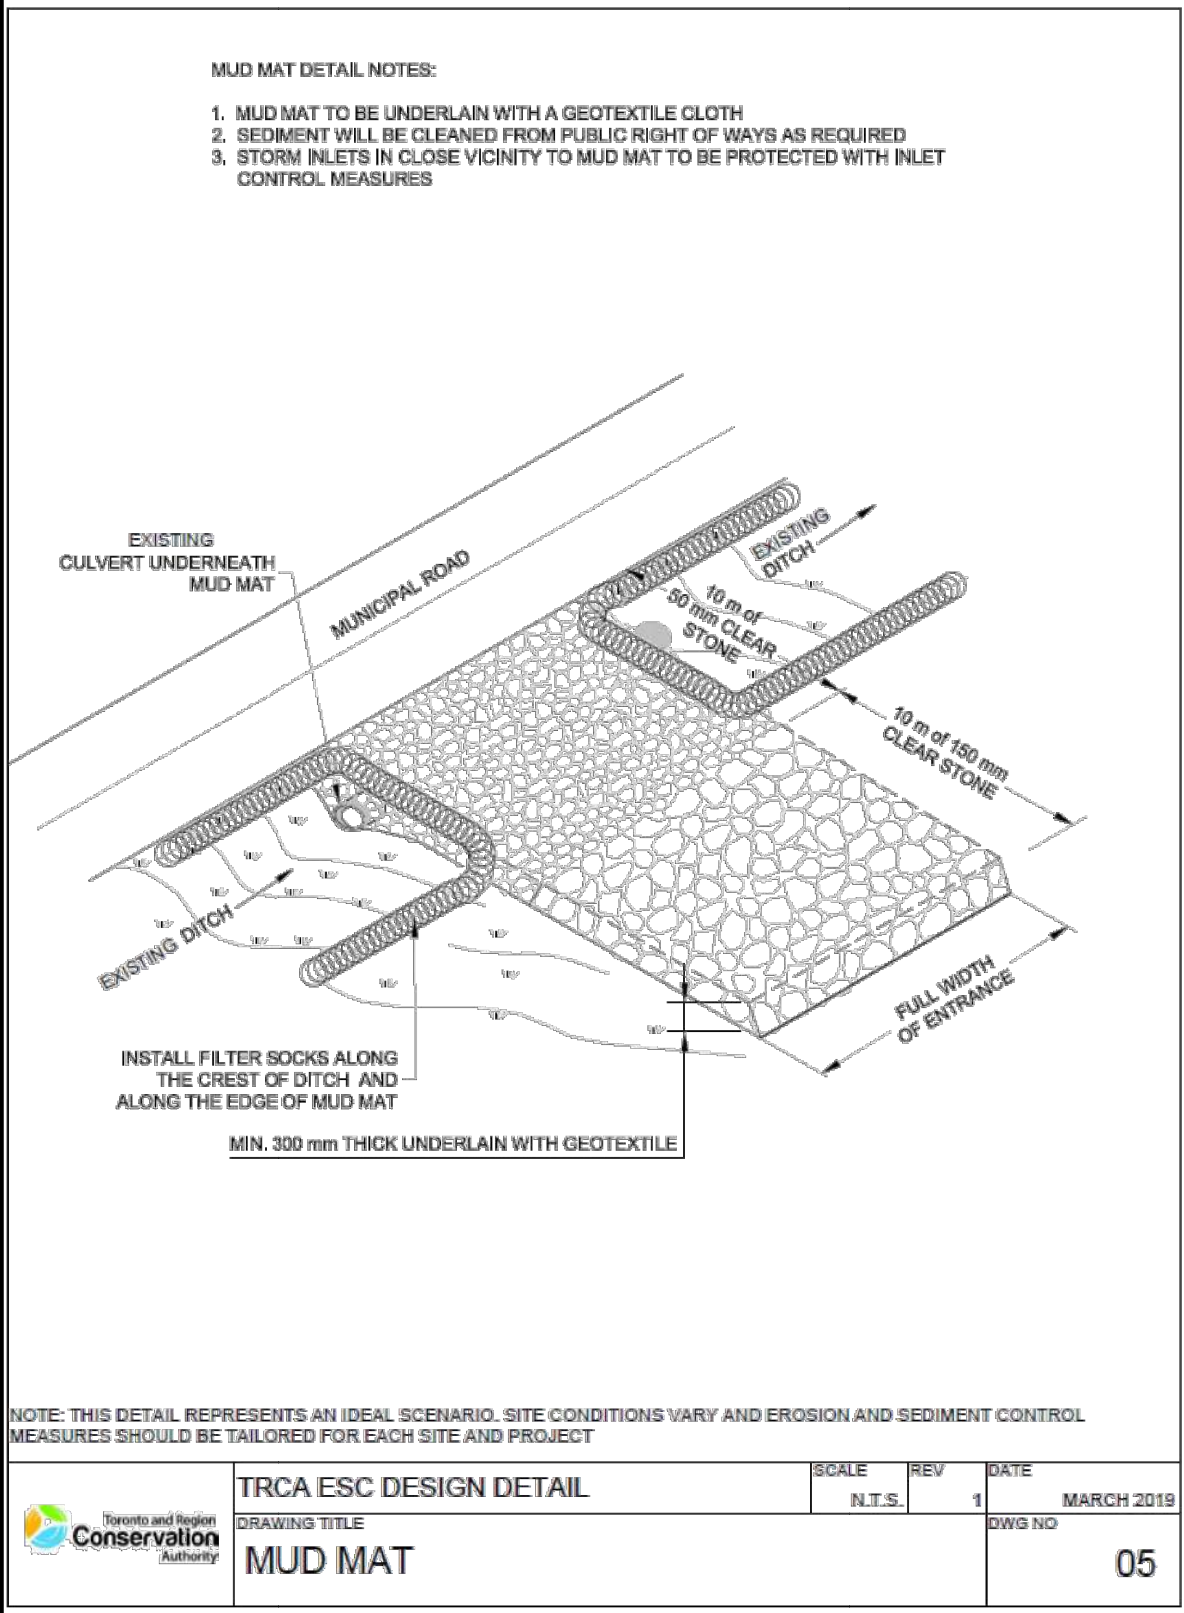 MUD MAT DETAIL NOTES:
1. MUD MAT TO BE UNDERLAIN WITH A GEOTEXTILE CLOTH
2. SEDIMENT WILL BE CLEANED FROM PUBLIC RIGHT OF WAYS AS REQUIRED
3. STORM INLETS IN CLOSE VICINITY TO MUD MAT TO BE PROTECTED WITH INLET
CONTROL MEASURES
EXISTING
CULVERT UNDERNEATH
MUD MAT
MUNICIPAL ROAD
EXISTING
DITCH
10 m of
50 mm CLEAR
STONE
10 m of 150 mm
CLEAR STONE
EXISTING DITCH
FULL WIDTH
OF ENTRANCE
INSTALL FILTER SOCKS ALONG
THE CREST OF DITCH AND
ALONG THE EDGE OF MUD MAT
MIN. 300 mm THICK UNDERLAIN WITH GEOTEXTILE
NOTE: THIS DETAIL REPRESENTS AN IDEAL SCENARIO. SITE CONDITIONS VARY AND EROSION AND SEDIMENT CONTROL
MEASURES SHOULD BE TAILORED FOR EACH SITE AND PROJECT
Toronto and Region
Conservation
Authority
TRCA ESC DESIGN DETAIL
SCALE
N.T.S.
REV
1
DATE
MARCH 2019
DRAWING TITLE
MUD MAT
DWG NO
05